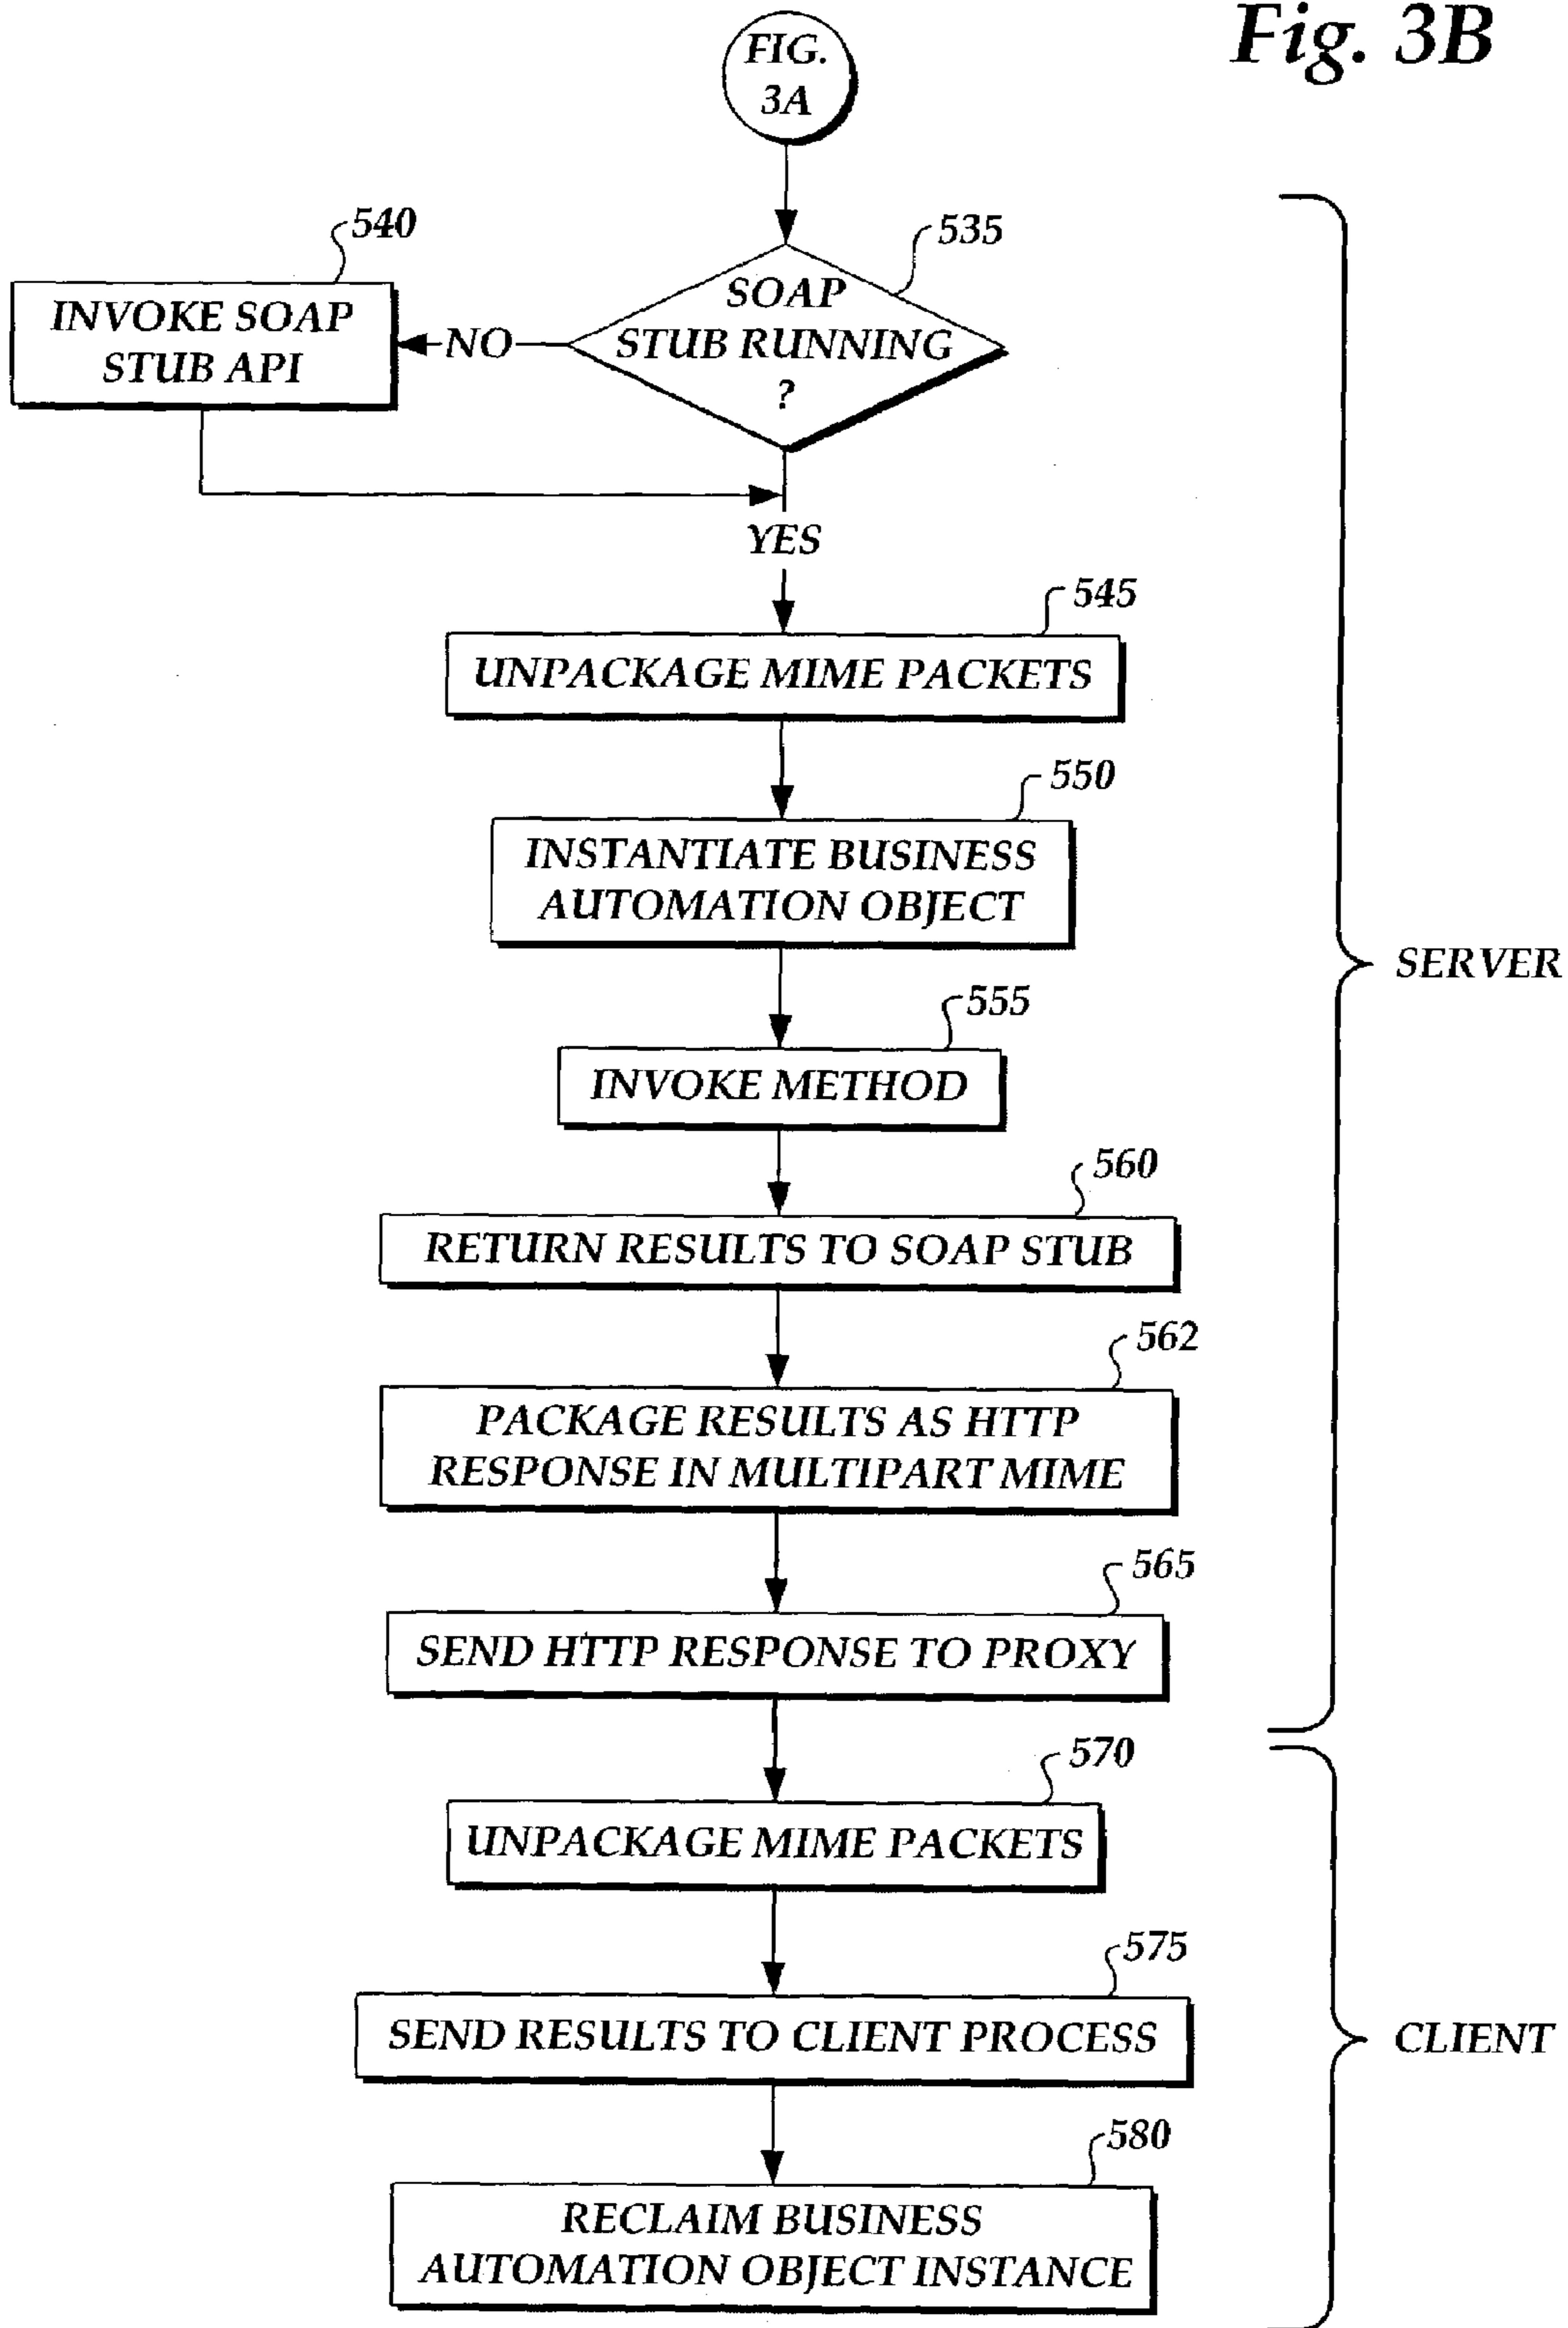 Fig. 3B
FIG.
3A
540
535
INVOKE SOAP
STUB API
NO
SOAP
STUB RUNNING
?
YES
545
UNPACKAGE MIME PACKETS
550
INSTANTIATE BUSINESS
AUTOMATION OBJECT
SERVER
555
INVOKE METHOD
560
RETURN RESULTS TO SOAP STUB
562
PACKAGE RESULTS AS HTTP
RESPONSE IN MULTIPART MIME
565
SEND HTTP RESPONSE TO PROXY
570
UNPACKAGE MIME PACKETS
575
SEND RESULTS TO CLIENT PROCESS
CLIENT
580
RECLAIM BUSINESS
AUTOMATION OBJECT INSTANCE